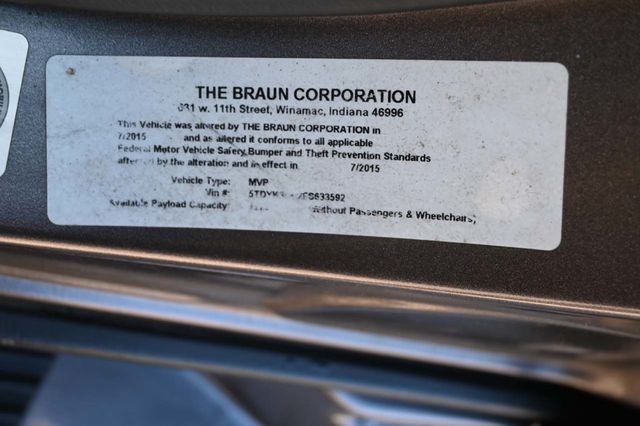 THE BRAUN CORPORATION
631 w. 11th Street, Winamac, Indiana 46996
This Vehicle was altered by THE BRAUN CORPORATION in
7/2015 and as altered it conforms to all applicable
Federal Motor Vehicle Safety, Bumper and Theft Prevention Standards
affected by the alteration and in effect in 7/2015
Vehicle Type: MVP
Vin #:
Available Payload Capacity: Without Passengers & Wheelchairs,